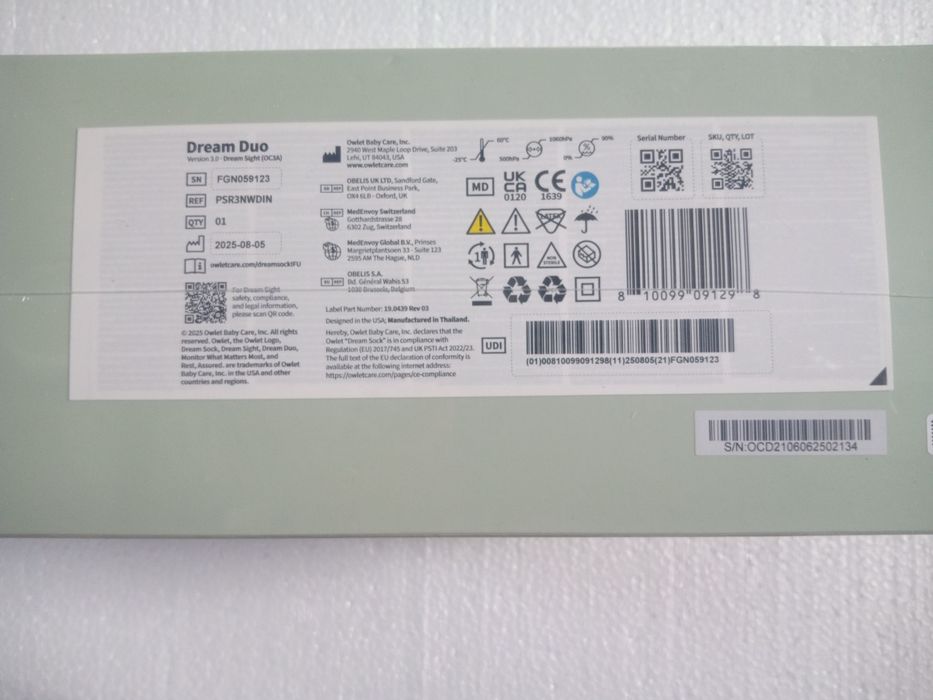 Dream Duo
Version 3.0 - Dream Sight (OC3A)
SN FGN059123
REF PSR3NWDIN
QTY 01
2025-08-05
owletcare.com/dreamsockIFU
For Dream Sight
safety, compliance,
and legal information,
please scan QR code.
© 2025 Owlet Baby Care, Inc. All rights
reserved. Owlet, the Owlet Logo,
Dream Sock, Dream Sight, Dream Duo,
Monitor What Matters Most, and
Rest, Assured. are trademarks of Owlet
Baby Care, Inc. in the USA and other
countries and regions.
Owlet Baby Care, Inc.
2940 West Maple Loop Drive, Suite 203
Lehi, UT 84043, USA
www.owletcare.com
OBELIS UK LTD, Sandford Gate,
East Point Business Park,
OX4 6LB - Oxford, UK
MedEnvoy Switzerland
Gotthardstrasse 28
6302 Zug, Switzerland
MedEnvoy Global B.V., Prinses
Margrietplantsoen 33 - Suite 123
2595 AM The Hague, NLD
OBELIS S.A.
Bd. Général Wahis 53
1030 Brussels, Belgium
Label Part Number: 19.0439 Rev 03
Designed in the USA; Manufactured in Thailand.
Hereby, Owlet Baby Care, Inc. declares that the
Owlet "Dream Sock" is in compliance with
Regulation (EU) 2017/745 and UK PSTI Act 2022/23.
The full text of the EU declaration of conformity is
available at the following internet address:
https://owletcare.com/pages/ce-compliance
-25°C 60°C
500hPa 1060hPa
0% 90%
MD
UK CA 0120
CE 1639
LATEX
NON STERILE
Serial Number
SKU, QTY, LOT
8 10099 09129 8
UDI
(01)00810099091298(11)250805(21)FGN059123
S/N:OCD2106062502134